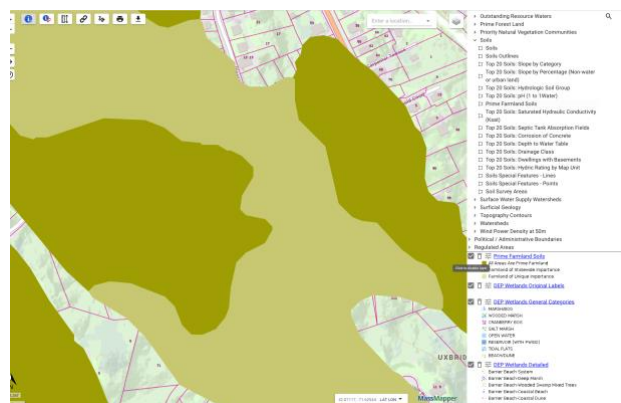 Enter a location...
Outstanding Resource Waters
Prime Forest Land
Priority Natural Vegetation Communities
Soils
Soils
Soils Outlines
Top 20 Soils: Slope by Category
Top 20 Soils: Slope by Percentage (Non-water
or urban land)
Top 20 Soils: Hydrologic Soil Group
Top 20 Soils: pH (1 to 1Water)
Prime Farmland Soils
Top 20 Soils: Saturated Hydraulic Conductivity
(Ksat)
Top 20 Soils: Septic Tank Absorption Fields
Top 20 Soils: Corrosion of Concrete
Top 20 Soils: Depth to Water Table
Top 20 Soils: Drainage Class
Top 20 Soils: Dwellings with Basements
Top 20 Soils: Hydric Rating by Map Unit
Soils Special Features - Lines
Soils Special Features - Points
Soil Survey Areas
Surface Water Supply Watersheds
Surficial Geology
Topography Contours
Watersheds
Wind Power Density at 50m
Political / Administrative Boundaries
Regulated Areas
Prime Farmland Soils
All Areas Are Prime Farmland
Farmland of Statewide Importance
Farmland of Unique Importance
DEP Wetlands Original Labels
DEP Wetlands General Categories
MARSH/BOG
WOODED MARSH
CRANBERRY BOG
SALT MARSH
OPEN WATER
RESERVOIR (WITH PWSID)
TIDAL FLATS
BEACH/DUNE
DEP Wetlands Detailed
Barrier Beach System
Barrier Beach-Deep Marsh
Barrier Beach-Wooded Swamp Mixed Trees
Barrier Beach-Coastal Beach
Barrier Beach-Coastal Dune
UXBRID
LAT LON
MassMapper